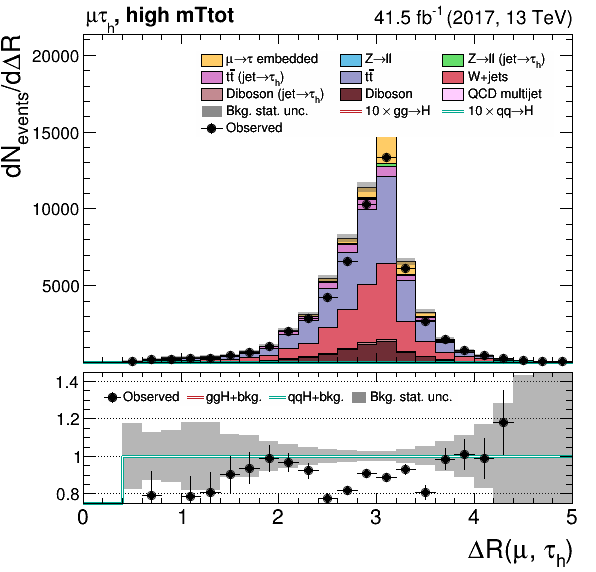 μτh, high mTtot
41.5 fb-1 (2017, 13 TeV)
dNevents/dΔR
20000
15000
10000
5000
μ→τ embedded
Z→ll
Z→ll (jet→τh)
tt̄ (jet→τh)
tt̄
W+jets
Diboson (jet→τh)
Diboson
QCD multijet
Bkg. stat. unc.
10 × gg→H
10 × qq→H
Observed
1.4
1.2
1
0.8
Observed
ggH+bkg.
qqH+bkg.
Bkg. stat. unc.
0 1 2 3 4 5
ΔR(μ, τh)